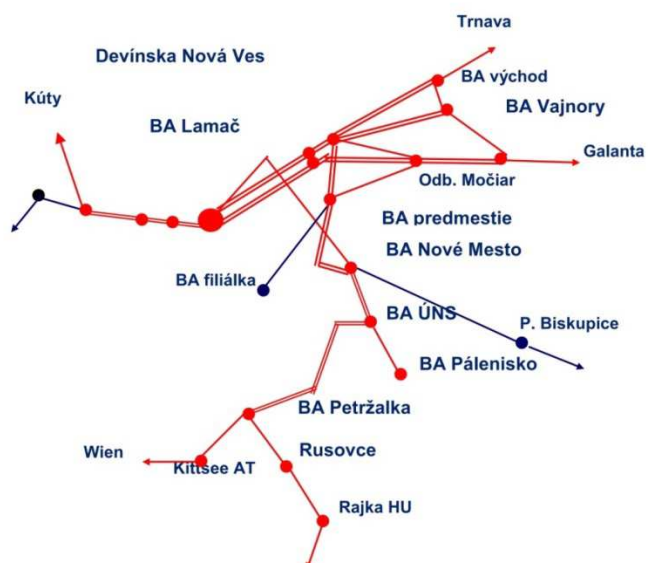 Trnava
Devínska Nová Ves
BA východ
Kúty
BA Vajnory
BA Lamač
Galanta
Odb. Močiar
BA predmestie
BA Nové Mesto
BA filiálka
BA ÚNS
P. Biskupice
BA Pálenisko
BA Petržalka
Wien
Rusovce
Kittsee AT
Rajka HU